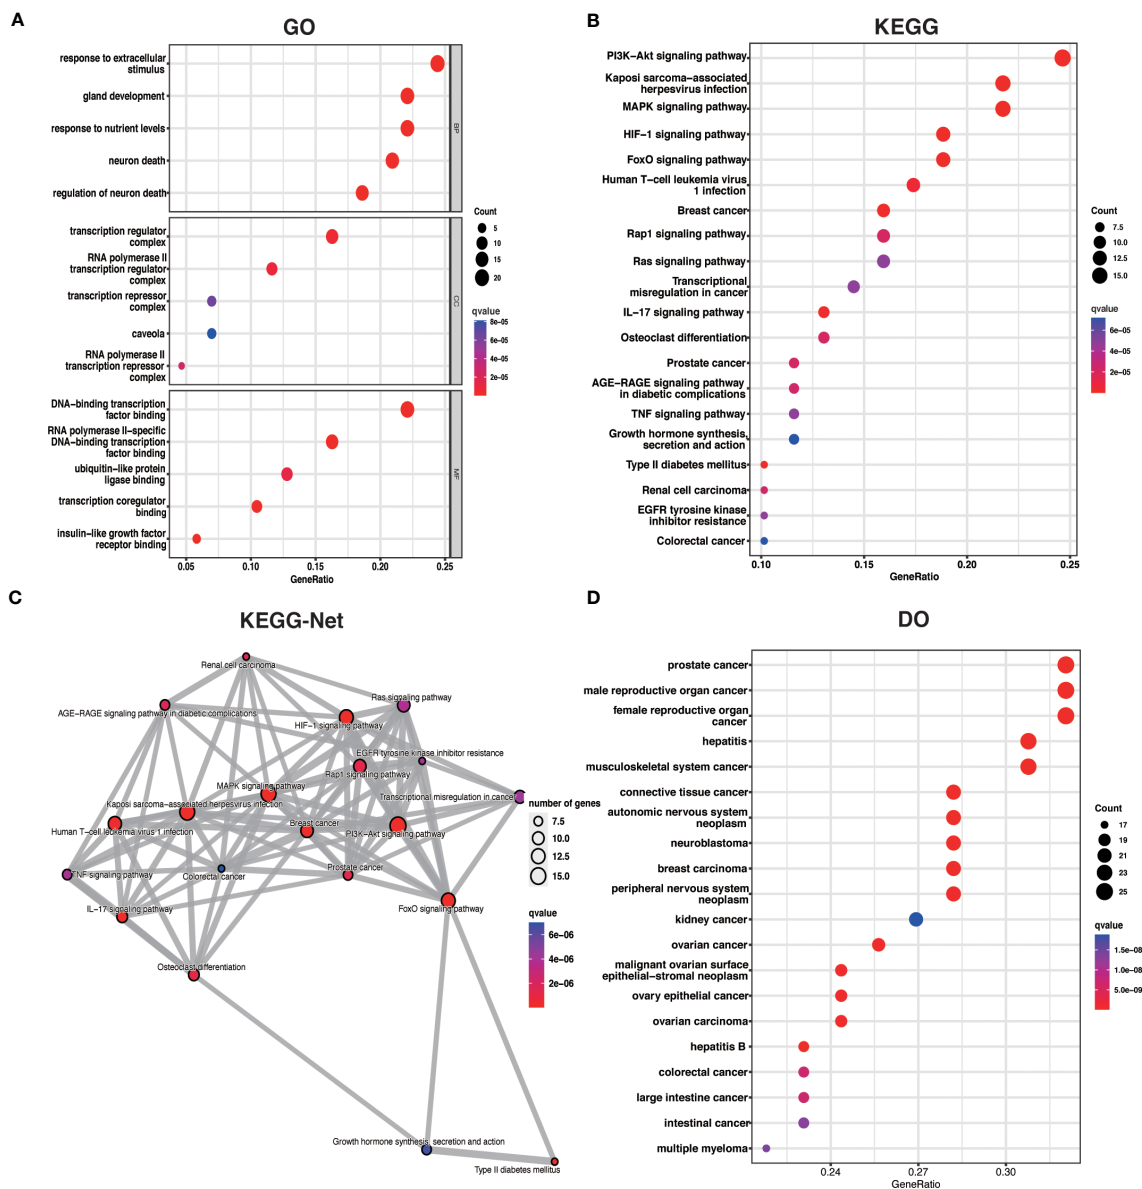 A
GO
response to extracellular
stimulus
gland development
response to nutrient levels
neuron death
regulation of neuron death
BP
transcription regulator
complex
RNA polymerase II
transcription regulator
complex
transcription repressor
complex
caveola
RNA polymerase II
transcription repressor
complex
CC
DNA−binding transcription
factor binding
RNA polymerase II−specific
DNA−binding transcription
factor binding
ubiquitin−like protein
ligase binding
transcription coregulator
binding
insulin−like growth factor
receptor binding
MF
0.05 0.10 0.15 0.20 0.25
GeneRatio
Count
5
10
15
20
qvalue
8e−05
6e−05
4e−05
2e−05
B
KEGG
PI3K−Akt signaling pathway
Kaposi sarcoma−associated
herpesvirus infection
MAPK signaling pathway
HIF−1 signaling pathway
FoxO signaling pathway
Human T−cell leukemia virus
1 infection
Breast cancer
Rap1 signaling pathway
Ras signaling pathway
Transcriptional
misregulation in cancer
IL−17 signaling pathway
Osteoclast differentiation
Prostate cancer
AGE−RAGE signaling pathway
in diabetic complications
TNF signaling pathway
Growth hormone synthesis,
secretion and action
Type II diabetes mellitus
Renal cell carcinoma
EGFR tyrosine kinase
inhibitor resistance
Colorectal cancer
0.10 0.15 0.20 0.25
GeneRatio
Count
7.5
10.0
12.5
15.0
qvalue
6e−05
4e−05
2e−05
C
KEGG-Net
Renal cell carcinoma
Ras signaling pathway
AGE−RAGE signaling pathway in diabetic complications
HIF−1 signaling pathway
EGFR tyrosine kinase inhibitor resistance
Rap1 signaling pathway
MAPK signaling pathway
Transcriptional misregulation in cancer
Kaposi sarcoma−associated herpesvirus infection
Breast cancer
Human T−cell leukemia virus 1 infection
PI3K−Akt signaling pathway
Prostate cancer
TNF signaling pathway
Colorectal cancer
IL−17 signaling pathway
FoxO signaling pathway
Osteoclast differentiation
Growth hormone synthesis, secretion and action
Type II diabetes mellitus
number of genes
7.5
10.0
12.5
15.0
qvalue
6e−06
4e−06
2e−06
D
DO
prostate cancer
male reproductive organ cancer
female reproductive organ
cancer
hepatitis
musculoskeletal system cancer
connective tissue cancer
autonomic nervous system
neoplasm
neuroblastoma
breast carcinoma
peripheral nervous system
neoplasm
kidney cancer
ovarian cancer
malignant ovarian surface
epithelial−stromal neoplasm
ovary epithelial cancer
ovarian carcinoma
hepatitis B
colorectal cancer
large intestine cancer
intestinal cancer
multiple myeloma
0.24 0.27 0.30
GeneRatio
Count
17
19
21
23
25
qvalue
1.5e−08
1.0e−08
5.0e−09